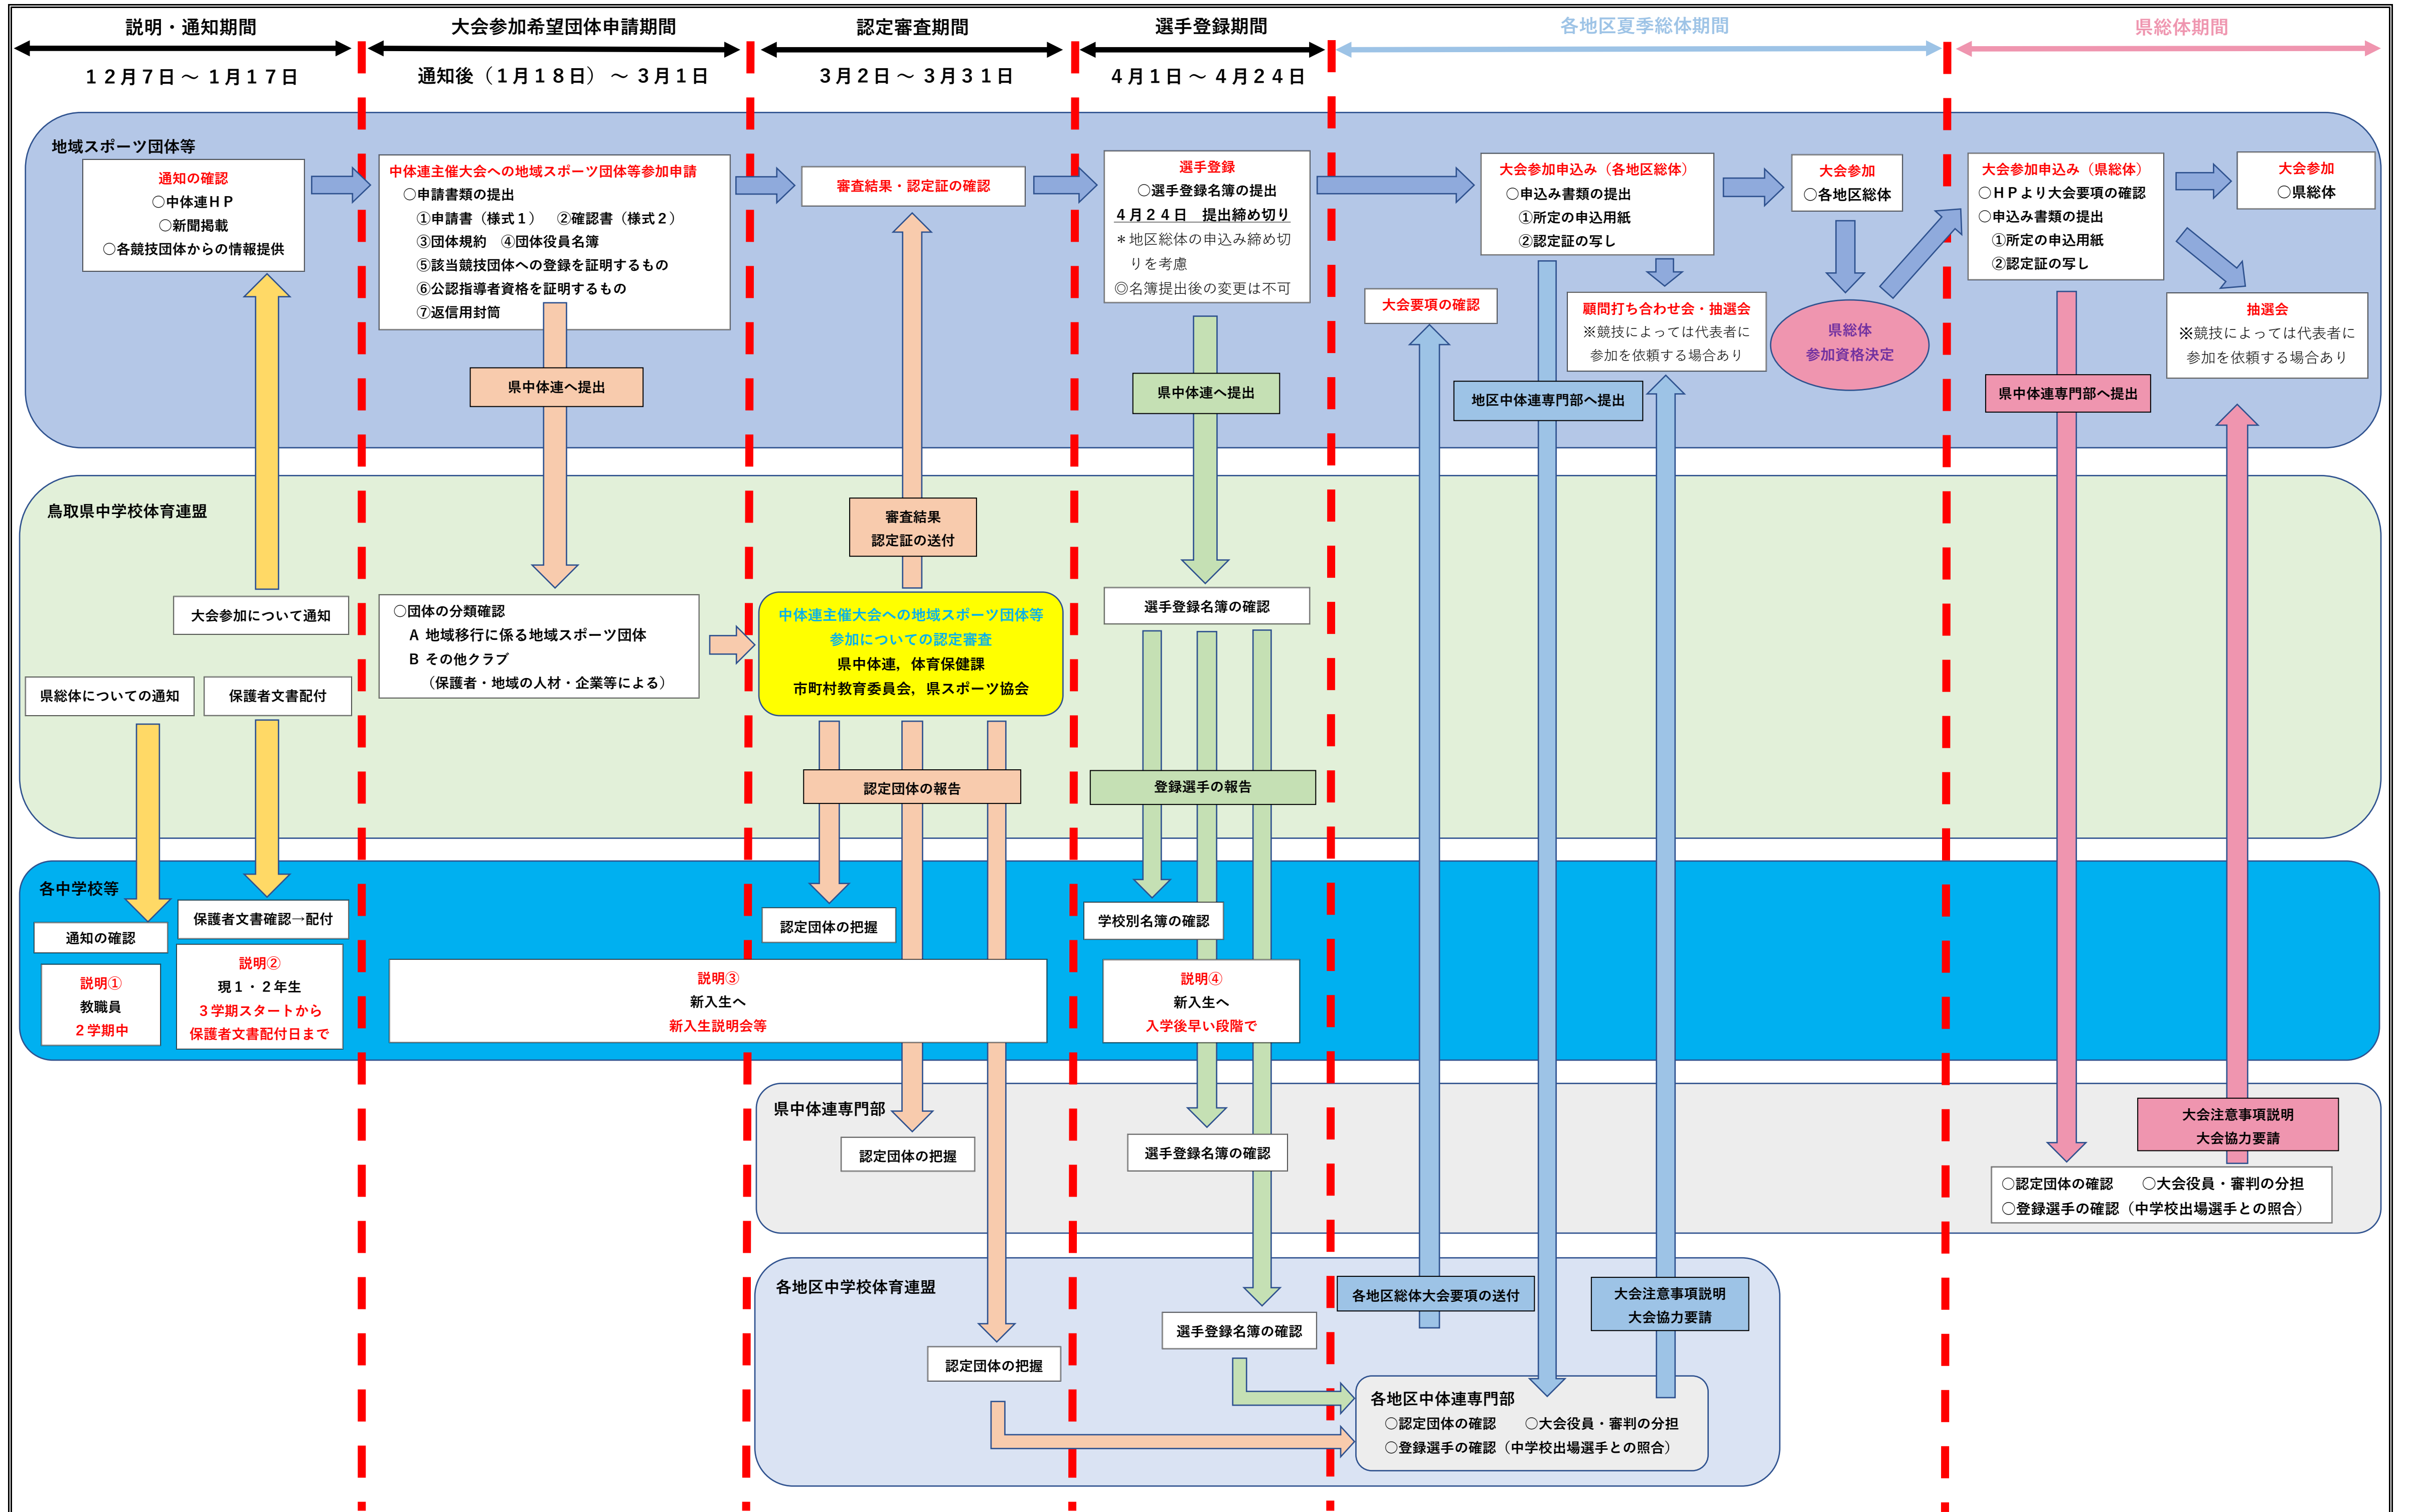 説明・通知期間
１２月７日～１月１７日
大会参加希望団体申請期間
通知後（１月１８日）～３月１日
認定審査期間
３月２日～３月３１日
選手登録期間
４月１日～４月２４日
各地区夏季総体期間
県総体期間
地域スポーツ団体等
通知の確認
○中体連ＨＰ
○新聞掲載
○各競技団体からの情報提供
中体連主催大会への地域スポーツ団体等参加申請
○申請書類の提出
①申請書（様式１）　②確認書（様式２）
③団体規約　④団体役員名簿
⑤該当競技団体への登録を証明するもの
⑥公認指導者資格を証明するもの
⑦返信用封筒
県中体連へ提出
審査結果・認定証の確認
選手登録
○選手登録名簿の提出
４月２４日　提出締め切り
＊地区総体の申込み締め切
りを考慮
◎名簿提出後の変更は不可
県中体連へ提出
大会要項の確認
大会参加申込み（各地区総体）
○申込み書類の提出
①所定の申込用紙
②認定証の写し
地区中体連専門部へ提出
顧問打ち合わせ会・抽選会
※競技によっては代表者に
参加を依頼する場合あり
大会参加
○各地区総体
県総体
参加資格決定
大会参加申込み（県総体）
○ＨＰより大会要項の確認
○申込み書類の提出
①所定の申込用紙
②認定証の写し
県中体連専門部へ提出
大会参加
○県総体
抽選会
※競技によっては代表者に
参加を依頼する場合あり
鳥取県中学校体育連盟
大会参加について通知
県総体についての通知
保護者文書配付
○団体の分類確認
A 地域移行に係る地域スポーツ団体
B その他クラブ
（保護者・地域の人材・企業等による）
審査結果
認定証の送付
中体連主催大会への地域スポーツ団体等
参加についての認定審査
県中体連，体育保健課
市町村教育委員会，県スポーツ協会
認定団体の報告
選手登録名簿の確認
登録選手の報告
各中学校等
通知の確認
説明①
教職員
２学期中
保護者文書確認→配付
説明②
現１・２年生
３学期スタートから
保護者文書配付日まで
認定団体の把握
説明③
新入生へ
新入生説明会等
学校別名簿の確認
説明④
新入生へ
入学後早い段階で
県中体連専門部
認定団体の把握
選手登録名簿の確認
大会注意事項説明
大会協力要請
○認定団体の確認　　○大会役員・審判の分担
○登録選手の確認（中学校出場選手との照合）
各地区中学校体育連盟
認定団体の把握
選手登録名簿の確認
各地区総体大会要項の送付
大会注意事項説明
大会協力要請
各地区中体連専門部
○認定団体の確認　　○大会役員・審判の分担
○登録選手の確認（中学校出場選手との照合）